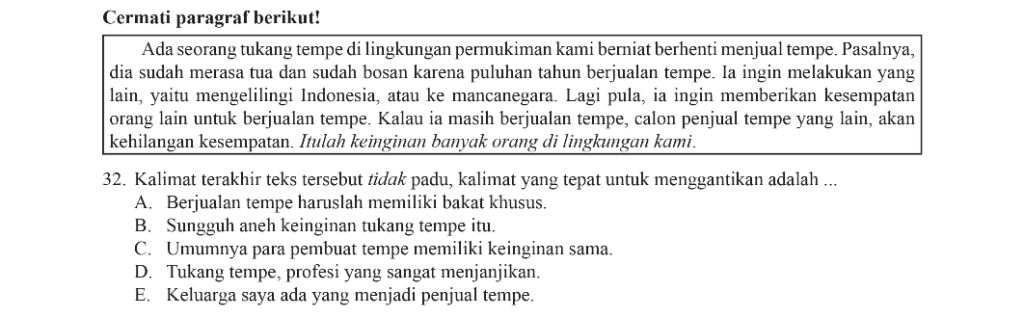 Cermati paragraf berikut!
Ada seorang tukang tempe di lingkungan permukiman kami berniat berhenti menjual tempe. Pasalnya,
dia sudah merasa tua dan sudah bosan karena puluhan tahun berjualan tempe. Ia ingin melakukan yang
lain, yaitu mengelilingi Indonesia, atau ke mancanegara. Lagi pula, ia ingin memberikan kesempatan
orang lain untuk berjualan tempe. Kalau ia masih berjualan tempe, calon penjual tempe yang lain, akan
kehilangan kesempatan. Itulah keinginan banyak orang di lingkungan kami.
32. Kalimat terakhir teks tersebut tidak padu, kalimat yang tepat untuk menggantikan adalah ...
A. Berjualan tempe haruslah memiliki bakat khusus.
B. Sungguh aneh keinginan tukang tempe itu.
C. Umumnya para pembuat tempe memiliki keinginan sama.
D. Tukang tempe, profesi yang sangat menjanjikan.
E. Keluarga saya ada yang menjadi penjual tempe.